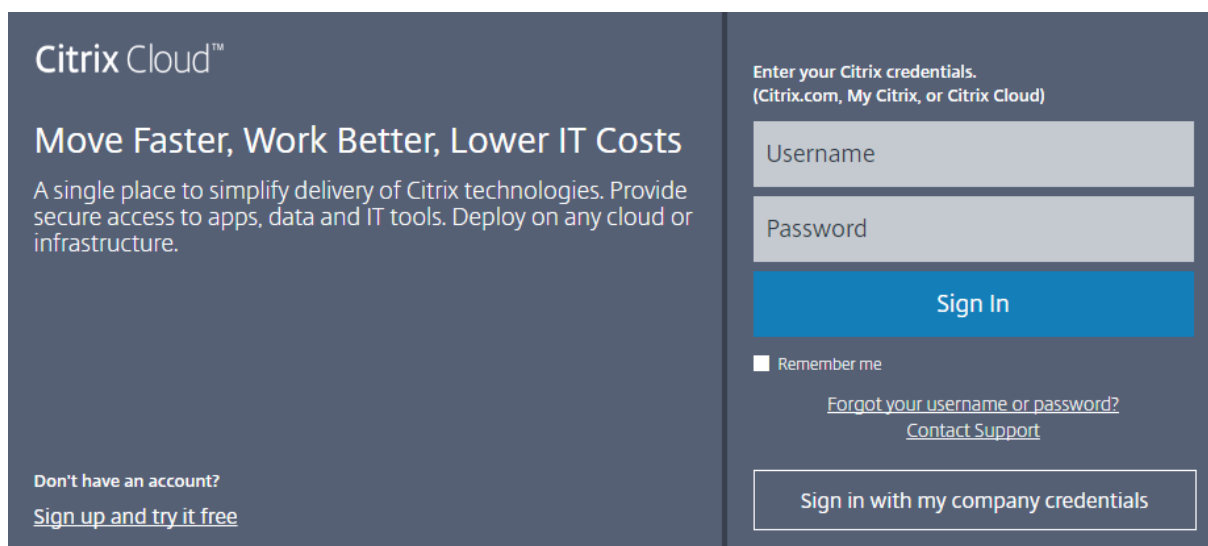 Citrix Cloud™
Move Faster, Work Better, Lower IT Costs
A single place to simplify delivery of Citrix technologies. Provide
secure access to apps, data and IT tools. Deploy on any cloud or
infrastructure.
Don't have an account?
Sign up and try it free
Enter your Citrix credentials.
(Citrix.com, My Citrix, or Citrix Cloud)
Username
Password
Sign In
Remember me
Forgot your username or password?
Contact Support
Sign in with my company credentials